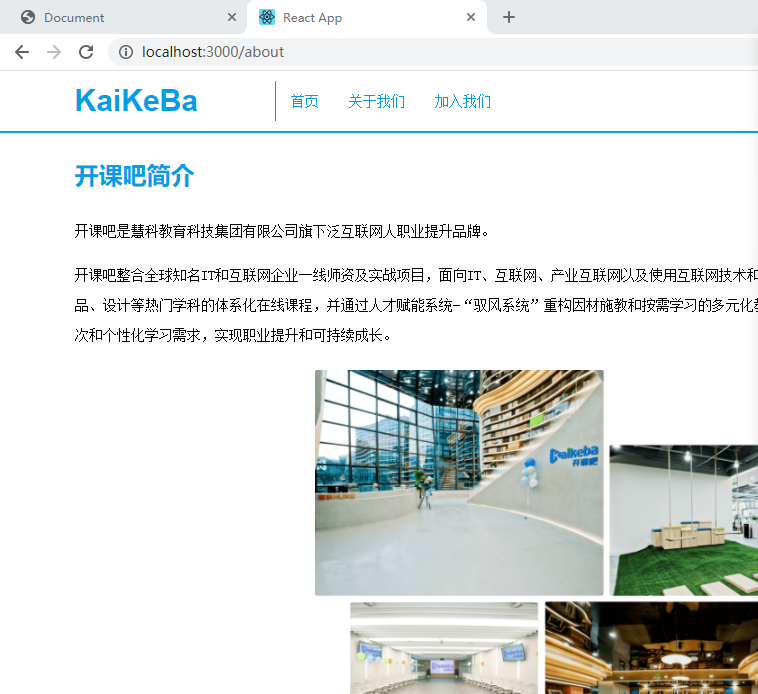 Document
React App
localhost:3000/about
KaiKeBa
首页
关于我们
加入我们
开课吧简介
开课吧是慧科教育科技集团有限公司旗下泛互联网人职业提升品牌。
开课吧整合全球知名IT和互联网企业一线师资及实战项目，面向IT、互联网、产业互联网以及使用互联网技术和
品、设计等热门学科的体系化在线课程，并通过人才赋能系统-“驭风系统”重构因材施教和按需学习的多元化教
次和个性化学习需求，实现职业提升和可持续成长。
Kaikeba
开课吧